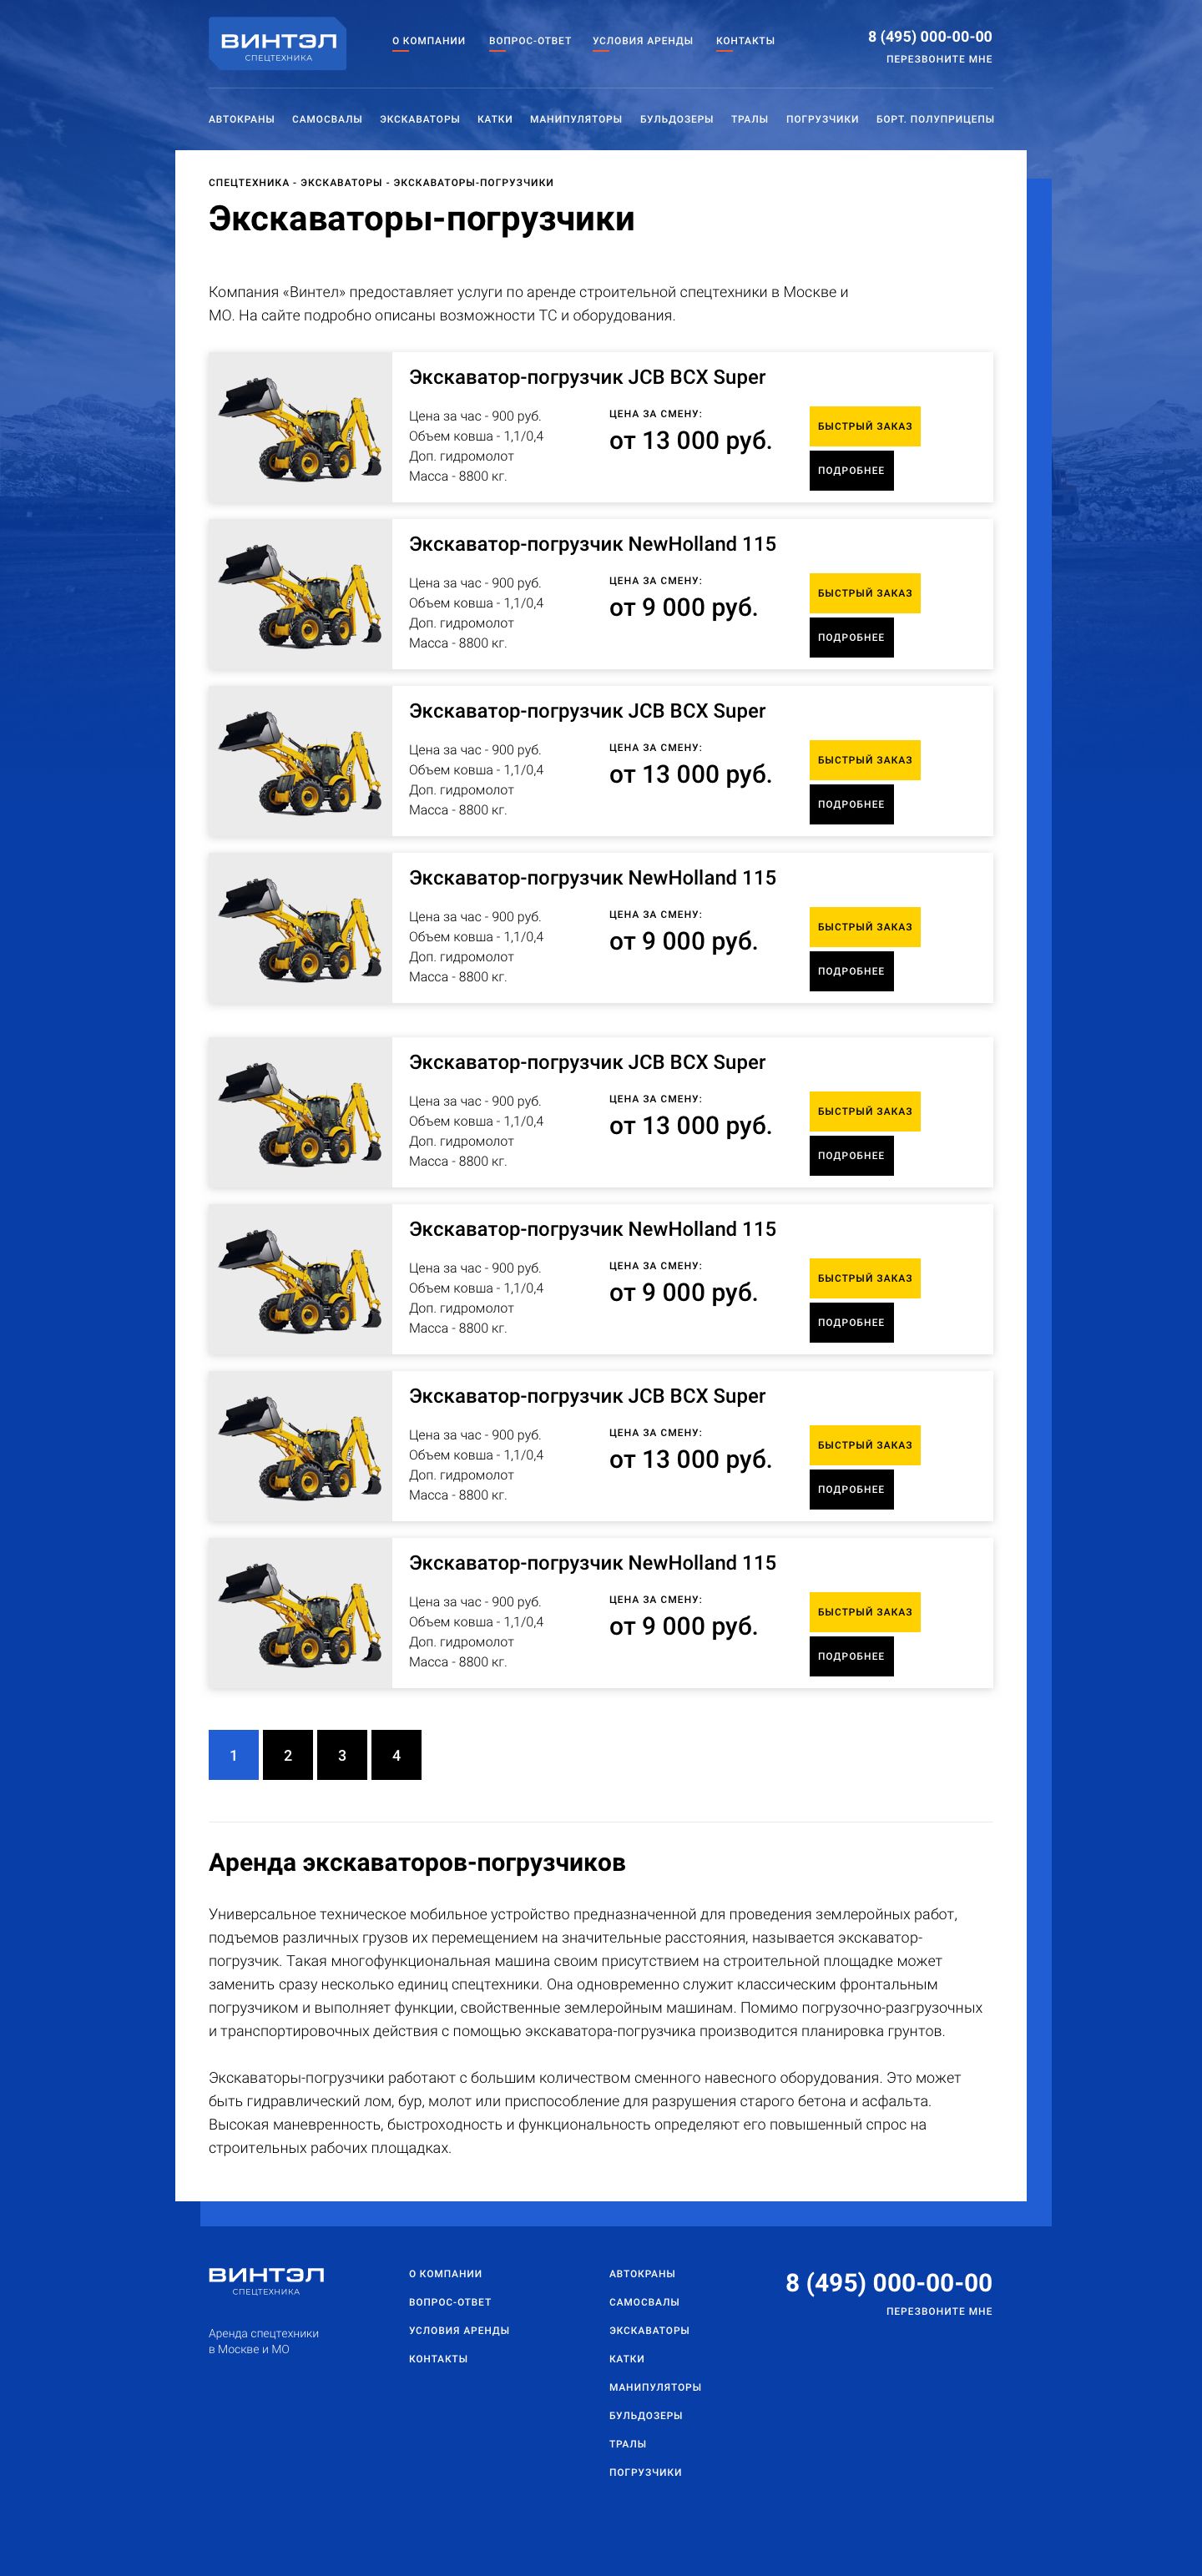 ВИНТЭЛ
СПЕЦТЕХНИКА
О КОМПАНИИ ВОПРОС-ОТВЕТ УСЛОВИЯ АРЕНДЫ КОНТАКТЫ
8 (495) 000-00-00
ПЕРЕЗВОНИТЕ МНЕ
АВТОКРАНЫ САМОСВАЛЫ ЭКСКАВАТОРЫ КАТКИ МАНИПУЛЯТОРЫ БУЛЬДОЗЕРЫ ТРАЛЫ ПОГРУЗЧИКИ БОРТ. ПОЛУПРИЦЕПЫ
СПЕЦТЕХНИКА - ЭКСКАВАТОРЫ - ЭКСКАВАТОРЫ-ПОГРУЗЧИКИ
Экскаваторы-погрузчики
Компания «Винтел» предоставляет услуги по аренде строительной спецтехники в Москве и
МО. На сайте подробно описаны возможности ТС и оборудования.
Экскаватор-погрузчик JCB BCX Super
Цена за час - 900 руб.
Объем ковша - 1,1/0,4
Доп. гидромолот
Масса - 8800 кг.
ЦЕНА ЗА СМЕНУ:
от 13 000 руб.
БЫСТРЫЙ ЗАКАЗ
ПОДРОБНЕЕ
Экскаватор-погрузчик NewHolland 115
Цена за час - 900 руб.
Объем ковша - 1,1/0,4
Доп. гидромолот
Масса - 8800 кг.
ЦЕНА ЗА СМЕНУ:
от 9 000 руб.
БЫСТРЫЙ ЗАКАЗ
ПОДРОБНЕЕ
Экскаватор-погрузчик JCB BCX Super
Цена за час - 900 руб.
Объем ковша - 1,1/0,4
Доп. гидромолот
Масса - 8800 кг.
ЦЕНА ЗА СМЕНУ:
от 13 000 руб.
БЫСТРЫЙ ЗАКАЗ
ПОДРОБНЕЕ
Экскаватор-погрузчик NewHolland 115
Цена за час - 900 руб.
Объем ковша - 1,1/0,4
Доп. гидромолот
Масса - 8800 кг.
ЦЕНА ЗА СМЕНУ:
от 9 000 руб.
БЫСТРЫЙ ЗАКАЗ
ПОДРОБНЕЕ
Экскаватор-погрузчик JCB BCX Super
Цена за час - 900 руб.
Объем ковша - 1,1/0,4
Доп. гидромолот
Масса - 8800 кг.
ЦЕНА ЗА СМЕНУ:
от 13 000 руб.
БЫСТРЫЙ ЗАКАЗ
ПОДРОБНЕЕ
Экскаватор-погрузчик NewHolland 115
Цена за час - 900 руб.
Объем ковша - 1,1/0,4
Доп. гидромолот
Масса - 8800 кг.
ЦЕНА ЗА СМЕНУ:
от 9 000 руб.
БЫСТРЫЙ ЗАКАЗ
ПОДРОБНЕЕ
Экскаватор-погрузчик JCB BCX Super
Цена за час - 900 руб.
Объем ковша - 1,1/0,4
Доп. гидромолот
Масса - 8800 кг.
ЦЕНА ЗА СМЕНУ:
от 13 000 руб.
БЫСТРЫЙ ЗАКАЗ
ПОДРОБНЕЕ
Экскаватор-погрузчик NewHolland 115
Цена за час - 900 руб.
Объем ковша - 1,1/0,4
Доп. гидромолот
Масса - 8800 кг.
ЦЕНА ЗА СМЕНУ:
от 9 000 руб.
БЫСТРЫЙ ЗАКАЗ
ПОДРОБНЕЕ
1 2 3 4
Аренда экскаваторов-погрузчиков
Универсальное техническое мобильное устройство предназначенной для проведения землеройных работ,
подъемов различных грузов их перемещением на значительные расстояния, называется экскаватор-
погрузчик. Такая многофункциональная машина своим присутствием на строительной площадке может
заменить сразу несколько единиц спецтехники. Она одновременно служит классическим фронтальным
погрузчиком и выполняет функции, свойственные землеройным машинам. Помимо погрузочно-разгрузочных
и транспортировочных действия с помощью экскаватора-погрузчика производится планировка грунтов.
Экскаваторы-погрузчики работают с большим количеством сменного навесного оборудования. Это может
быть гидравлический лом, бур, молот или приспособление для разрушения старого бетона и асфальта.
Высокая маневренность, быстроходность и функциональность определяют его повышенный спрос на
строительных рабочих площадках.
ВИНТЭЛ
СПЕЦТЕХНИКА
Аренда спецтехники
в Москве и МО
О КОМПАНИИ
ВОПРОС-ОТВЕТ
УСЛОВИЯ АРЕНДЫ
КОНТАКТЫ
АВТОКРАНЫ
САМОСВАЛЫ
ЭКСКАВАТОРЫ
КАТКИ
МАНИПУЛЯТОРЫ
БУЛЬДОЗЕРЫ
ТРАЛЫ
ПОГРУЗЧИКИ
8 (495) 000-00-00
ПЕРЕЗВОНИТЕ МНЕ